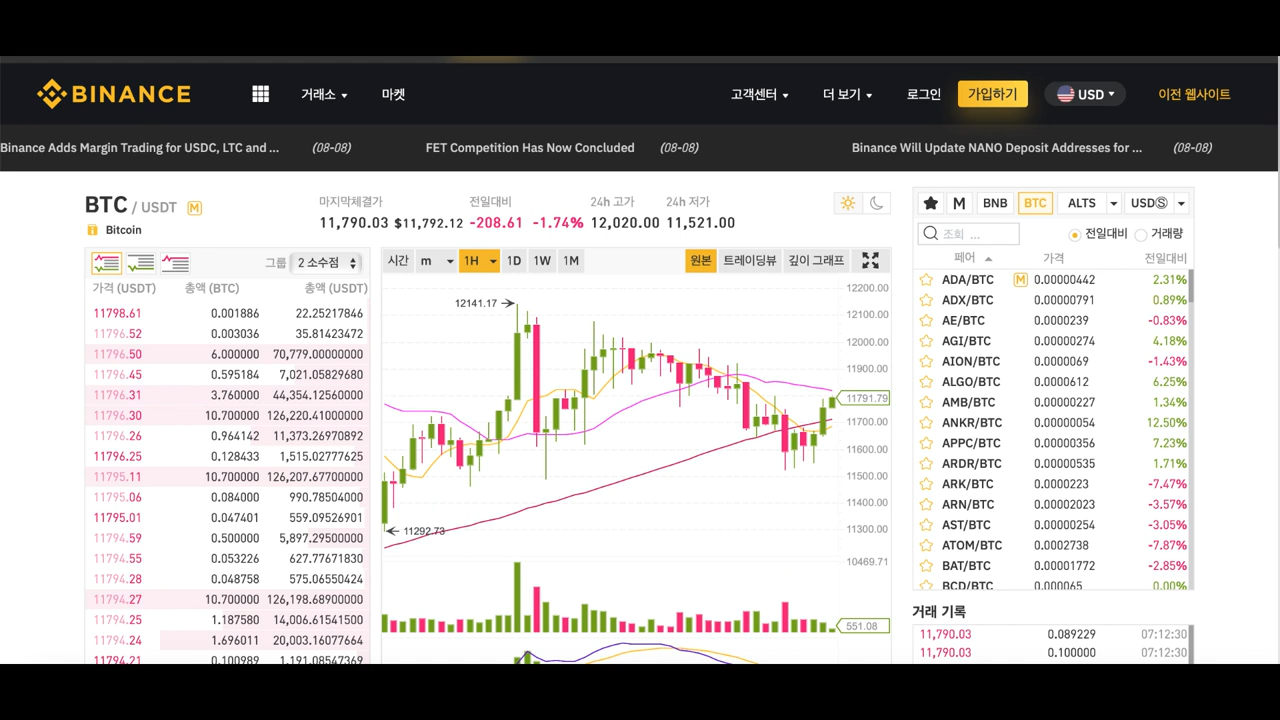 BINANCE 거래소 마켓 고객센터 더 보기 로그인 가입하기 USD 이전 웹사이트
Binance Adds Margin Trading for USDC, LTC and ... (08-08) FET Competition Has Now Concluded (08-08) Binance Will Update NANO Deposit Addresses for ... (08-08)
BTC / USDT M
Bitcoin
마지막체결가 전일대비 24h 고가 24h 저가
11,790.03 $11,792.12 -208.61 -1.74% 12,020.00 11,521.00
그룹 2 소수점
가격 (USDT) 총액 (BTC) 총액 (USDT)
11798.61 0.001886 22.25217846
11796.52 0.003036 35.81423472
11796.50 6.000000 70,779.00000000
11796.45 0.595184 7,021.05829680
11796.31 3.760000 44,354.12560000
11796.30 10.700000 126,220.41000000
11796.26 0.964142 11,373.26970892
11796.25 0.128433 1,515.02777625
11795.11 10.700000 126,207.67700000
11795.06 0.084000 990.78504000
11795.01 0.047401 559.09526901
11794.59 0.500000 5,897.29500000
11794.55 0.053226 627.77671830
11794.28 0.048758 575.06550424
11794.27 10.700000 126,198.68900000
11794.25 1.187580 14,006.61541500
11794.24 1.696011 20,003.16077664
11794.21 0.100989 1,191.08547369
시간 m 1H 1D 1W 1M 원본 트레이딩뷰 깊이 그래프
12200.00
12141.17
12100.00
12000.00
11900.00
11791.79
11700.00
11600.00
11500.00
11400.00
11300.00
11292.73
10469.71
551.08
M BNB BTC ALTS USDⓈ
조회 ... 전일대비 거래량
페어 가격 전일대비
ADA/BTC M 0.00000442 2.31%
ADX/BTC 0.00000791 0.89%
AE/BTC 0.0000239 -0.83%
AGI/BTC 0.00000274 4.18%
AION/BTC 0.0000069 -1.43%
ALGO/BTC 0.0000612 6.25%
AMB/BTC 0.00000227 1.34%
ANKR/BTC 0.00000054 12.50%
APPC/BTC 0.00000356 7.23%
ARDR/BTC 0.00000535 1.71%
ARK/BTC 0.0000223 -7.47%
ARN/BTC 0.00002023 -3.57%
AST/BTC 0.00000254 -3.05%
ATOM/BTC 0.0002738 -7.87%
BAT/BTC 0.00001772 -2.85%
BCD/BTC 0.000065 0.00%
거래 기록
11,790.03 0.089229 07:12:30
11,790.03 0.100000 07:12:30